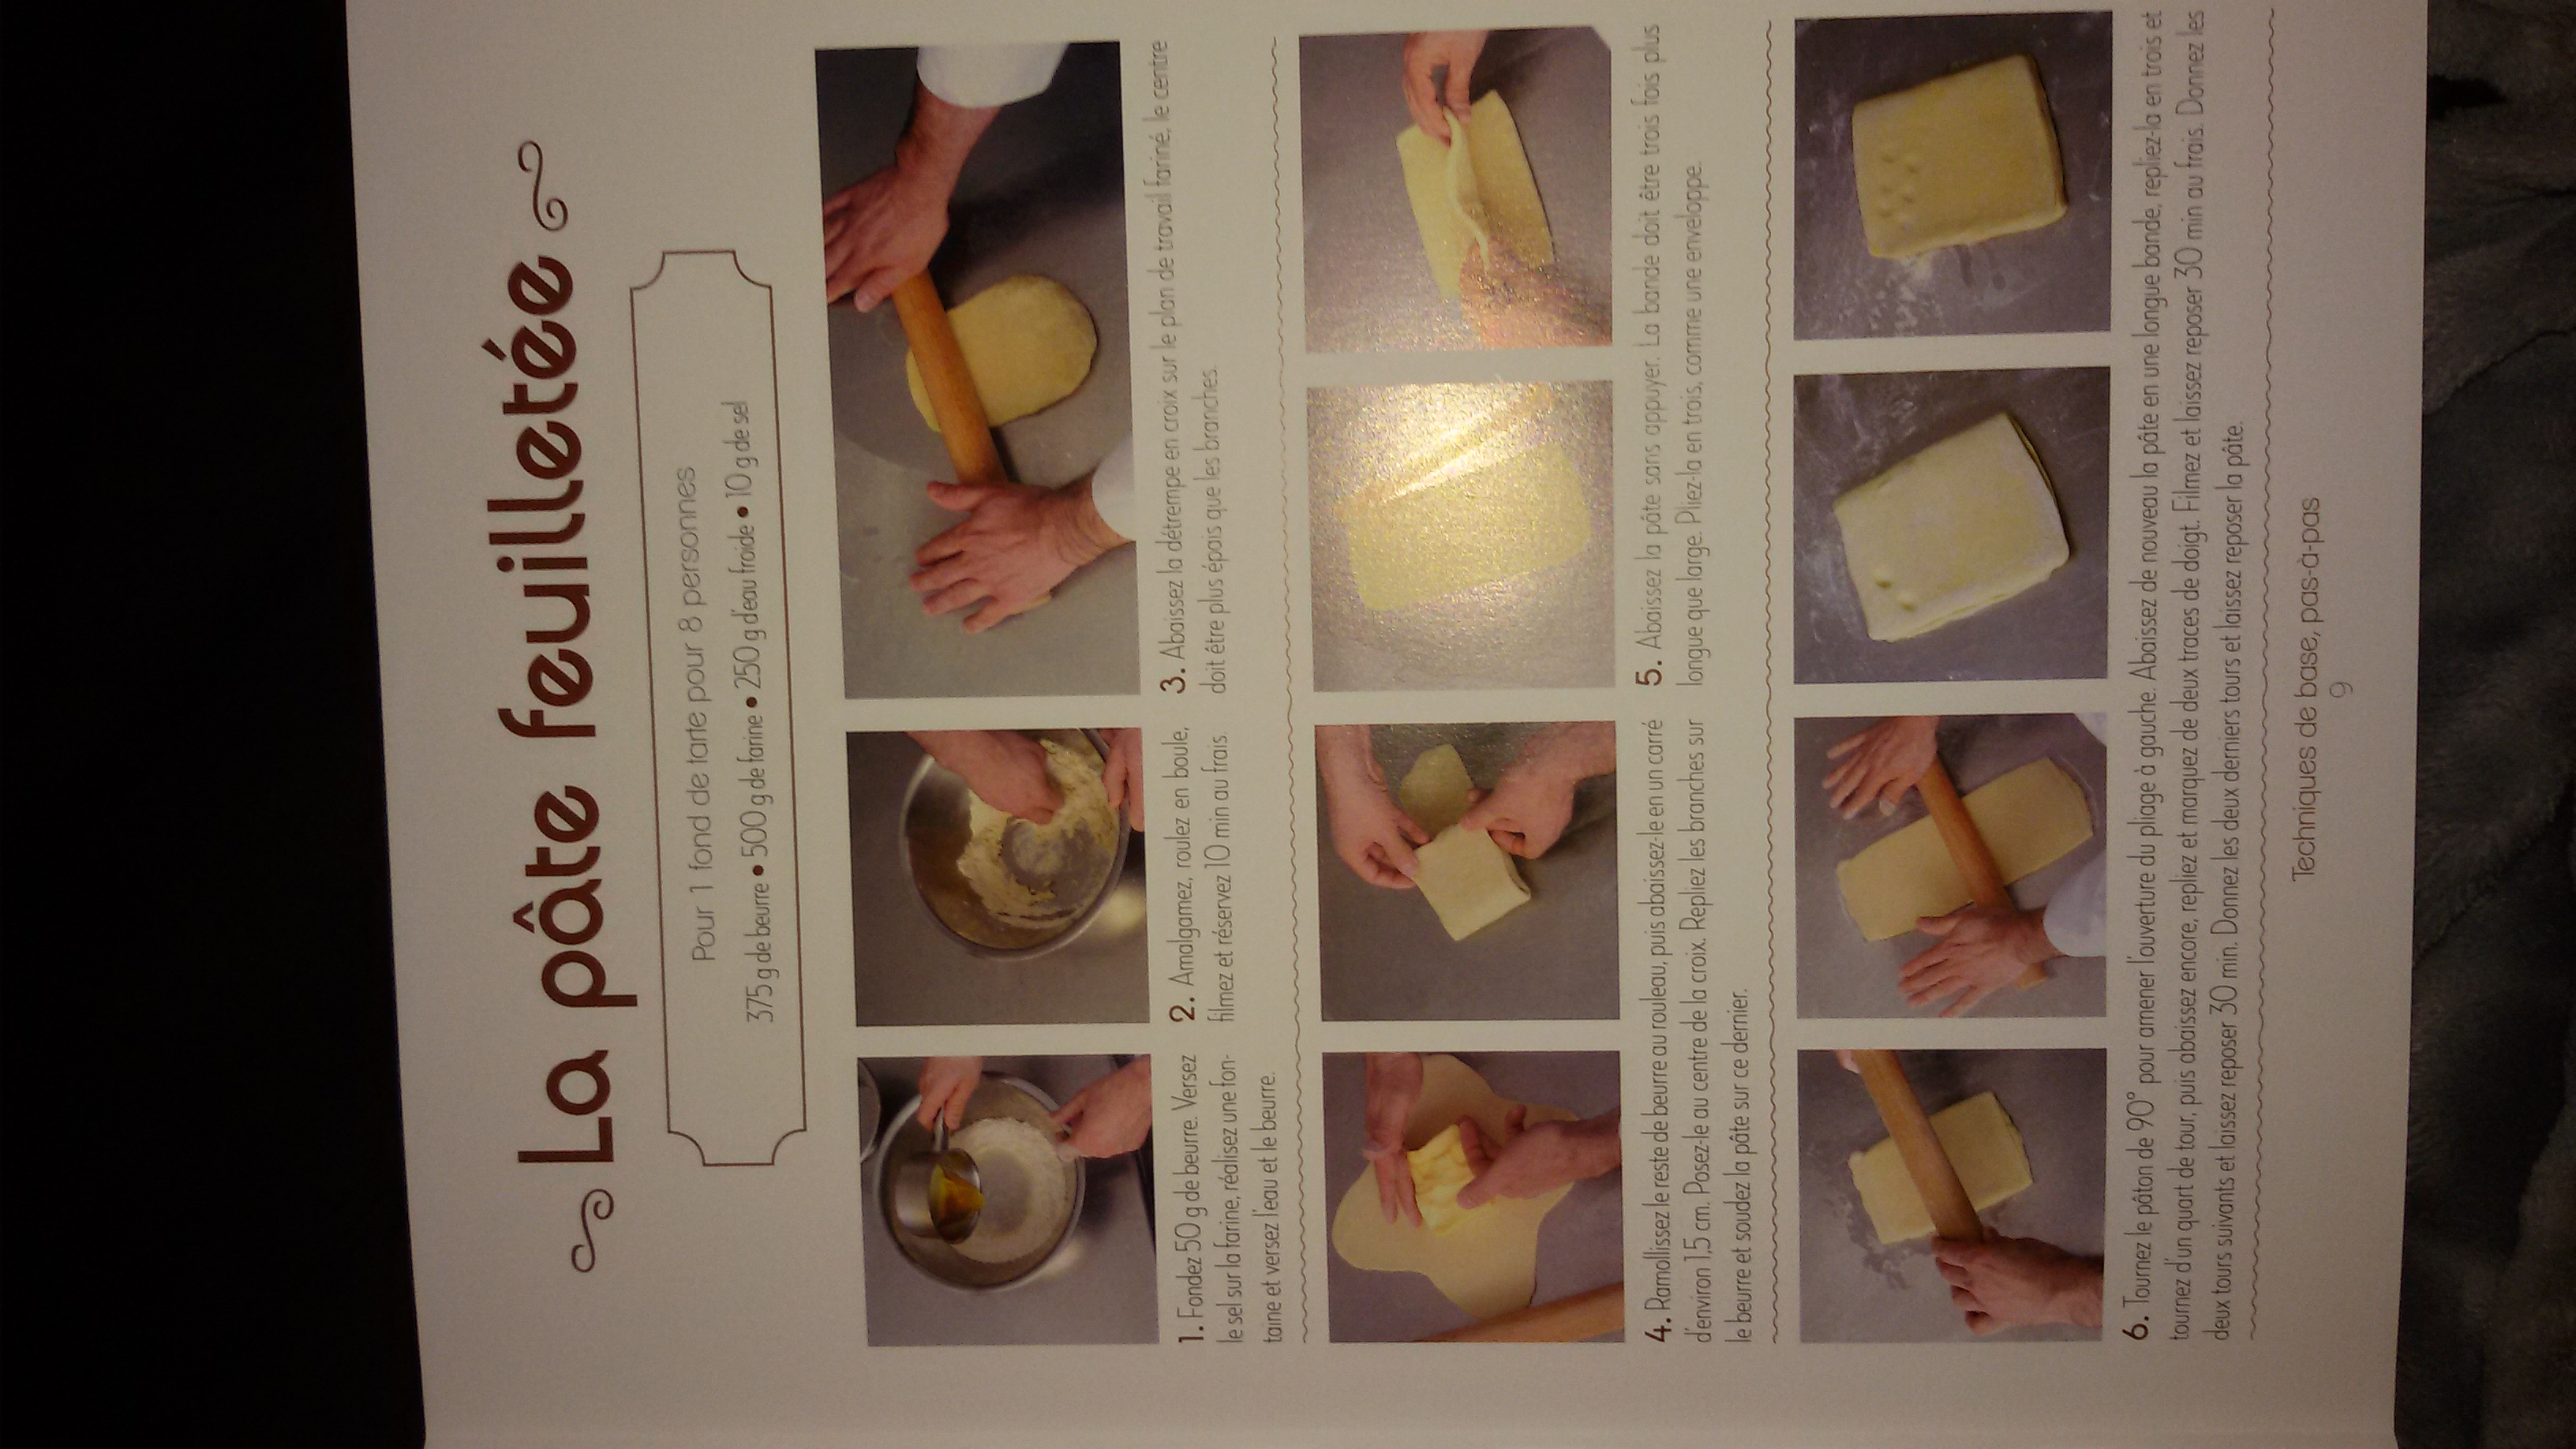 La pâte feuilletée
Pour 1 fond de tarte pour 8 personnes
375 g de beurre • 500 g de farine • 250 g d'eau froide • 10 g de sel
1. Fondez 50 g de beurre. Versez
le sel sur la farine, réalisez une fon-
taine et versez l'eau et le beurre.
2. Amalgamez, roulez en boule,
filmez et réservez 10 min au frais.
3. Abaissez la détrempe en croix sur le plan de travail fariné, le centre
doit être plus épais que les branches.
4. Ramollissez le reste de beurre au rouleau, puis abaissez-le en un carré
d'environ 1,5 cm. Posez-le au centre de la croix. Repliez les branches sur
le beurre et soudez la pâte sur ce dernier.
5. Abaissez la pâte sans appuyer. La bande doit être trois fois plus
longue que large. Pliez-la en trois, comme une enveloppe.
6. Tournez le pâton de 90° pour amener l'ouverture du pliage à gauche. Abaissez de nouveau la pâte en une longue bande, repliez-la en trois et
tournez d'un quart de tour, puis abaissez encore, repliez et marquez de deux traces de doigt. Filmez et laissez reposer 30 min au frais. Donnez les
deux tours suivants et laissez reposer 30 min. Donnez les deux derniers tours et laissez reposer la pâte.
Techniques de base, pas-à-pas
9